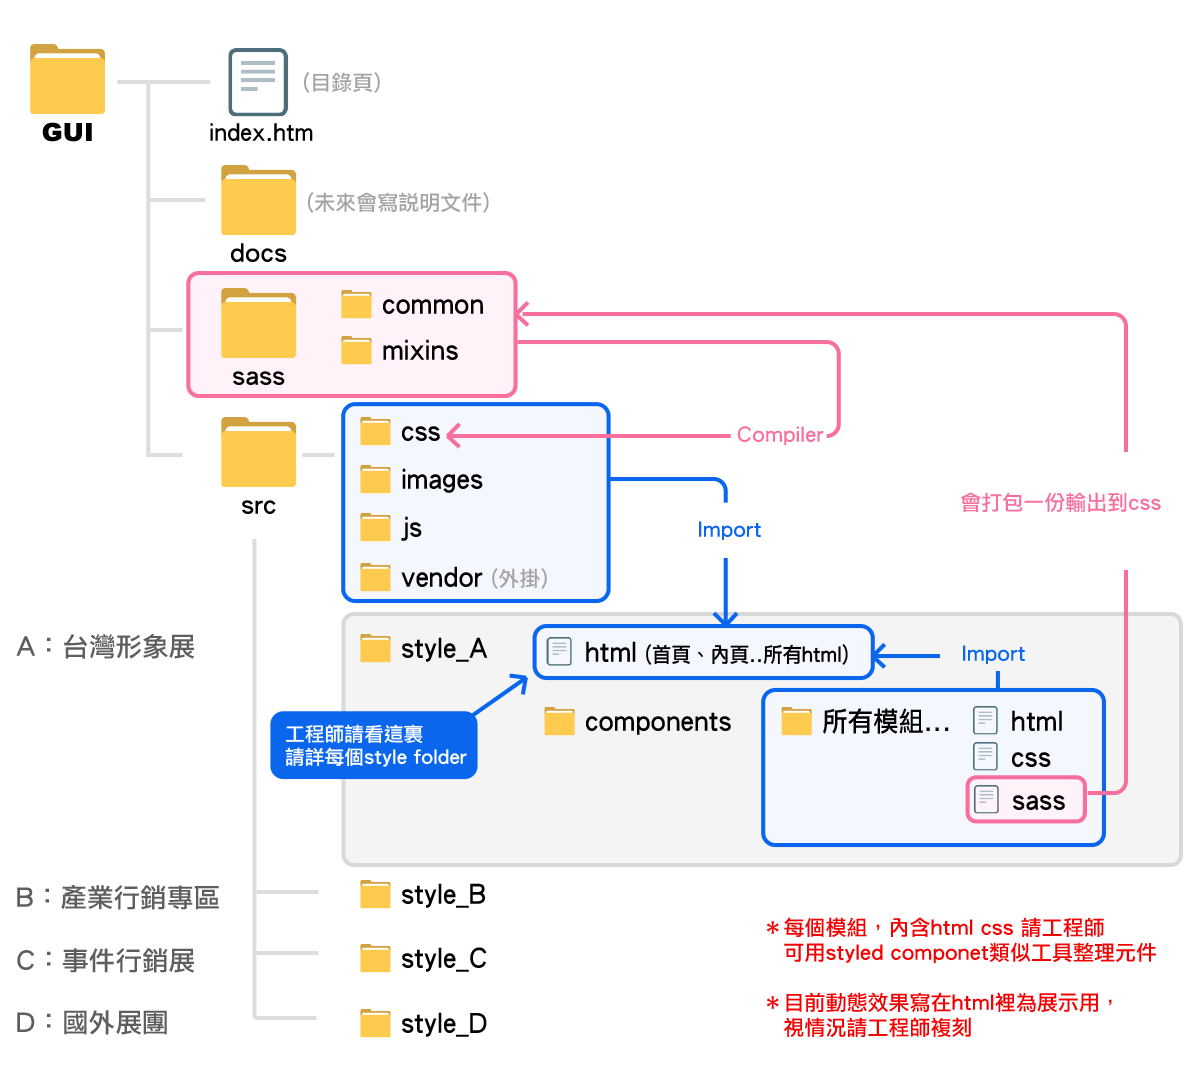 GUI
(目錄頁)
index.htm
(未來會寫説明文件)
docs
common
mixins
sass
css
Compiler
images
js
vendor (外掛)
src
Import
會打包一份輸出到css
A：台灣形象展
style_A
html (首頁、內頁..所有html)
Import
工程師請看這裏
請詳每個style folder
components
所有模組...
html
css
sass
B：產業行銷專區
style_B
C：事件行銷展
style_C
D：國外展團
style_D
＊每個模組，內含html css 請工程師
可用styled componet類似工具整理元件
＊目前動態效果寫在html裡為展示用，
視情況請工程師複刻